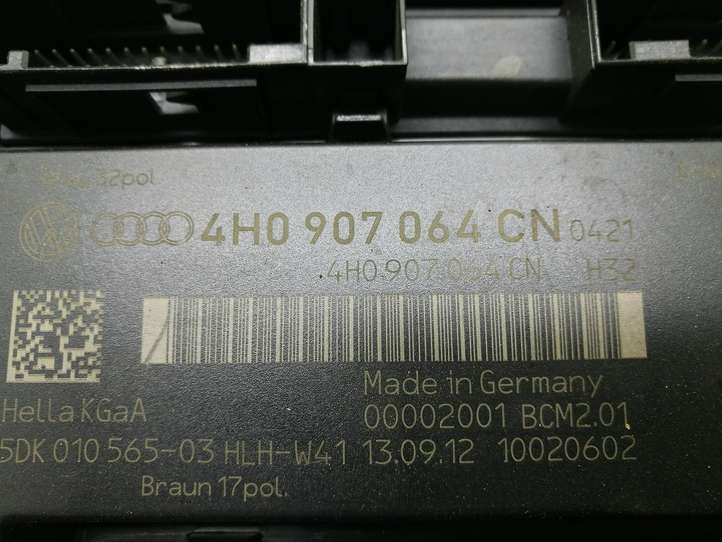 32pol
4H0 907 064 CN 0421
4H0 907 064 CN H32
Made in Germany
Hella KGaA 00002001 BCM2.01
5DK 010 565-03 HLH-W41 13.09.12 10020602
Braun 17pol.